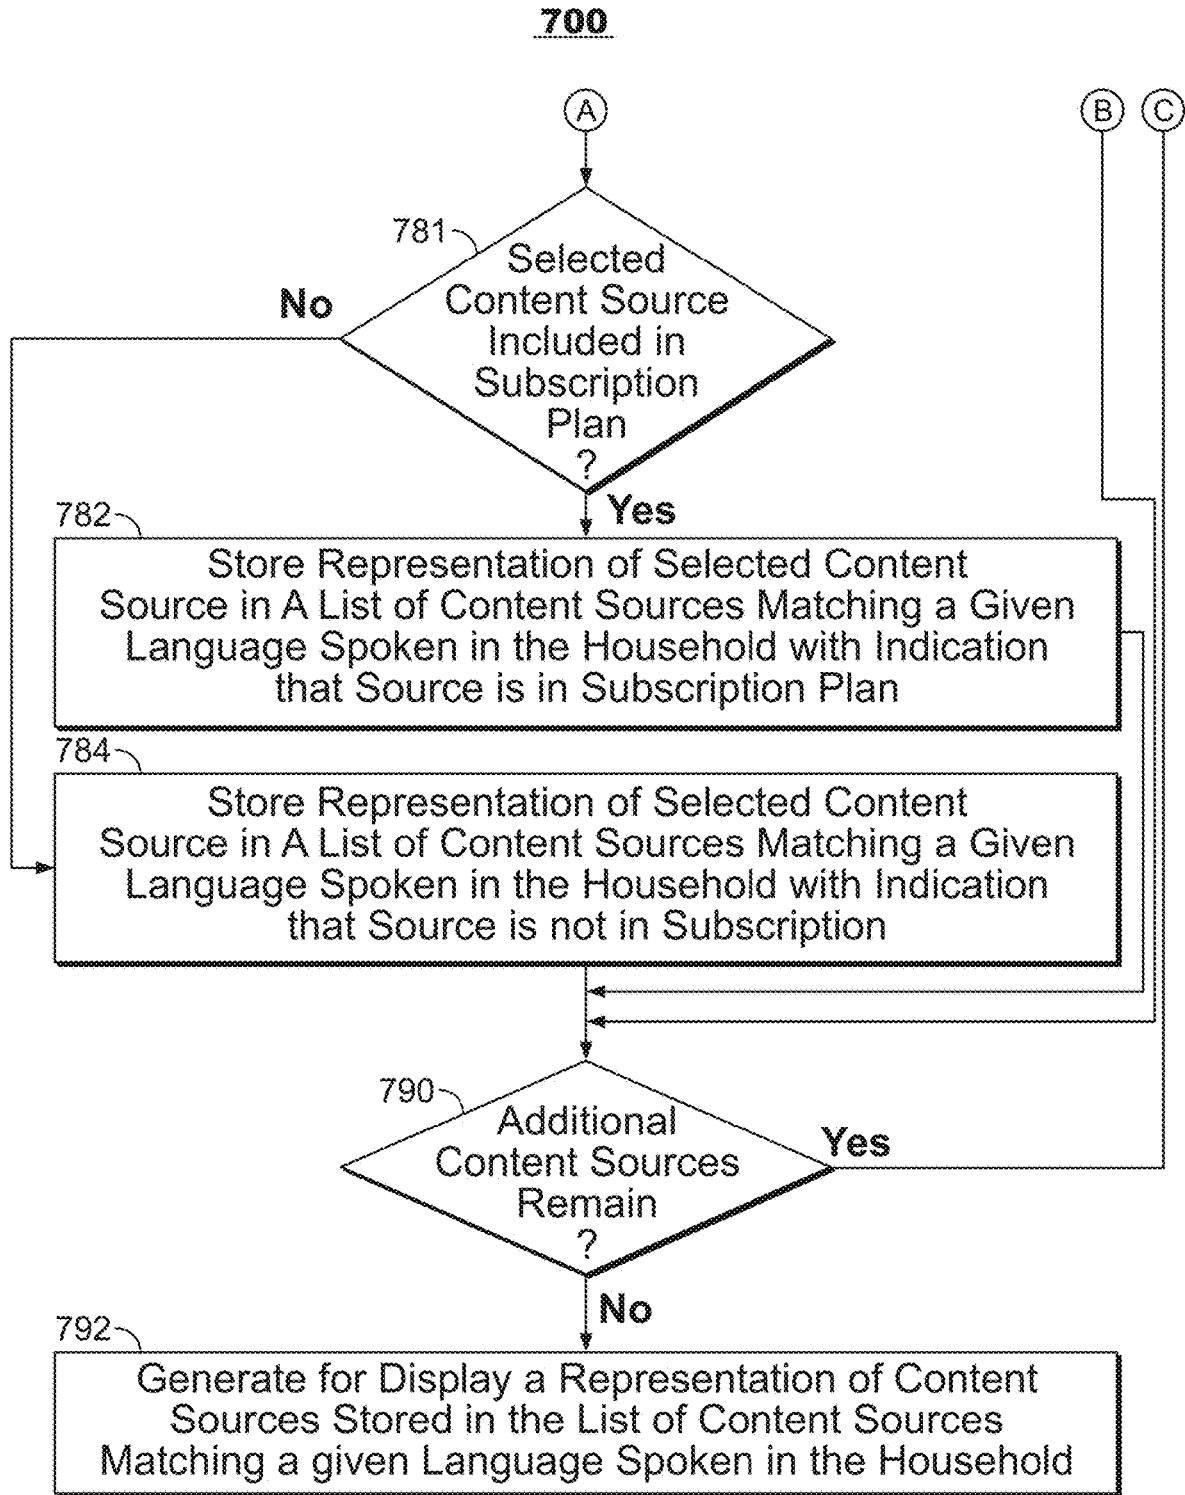 700
A
B
C
781
Selected
Content Source
Included in
Subscription
Plan
?
No
Yes
782
Store Representation of Selected Content
Source in A List of Content Sources Matching a Given
Language Spoken in the Household with Indication
that Source is in Subscription Plan
784
Store Representation of Selected Content
Source in A List of Content Sources Matching a Given
Language Spoken in the Household with Indication
that Source is not in Subscription
790
Additional
Content Sources
Remain
?
Yes
No
792
Generate for Display a Representation of Content
Sources Stored in the List of Content Sources
Matching a given Language Spoken in the Household